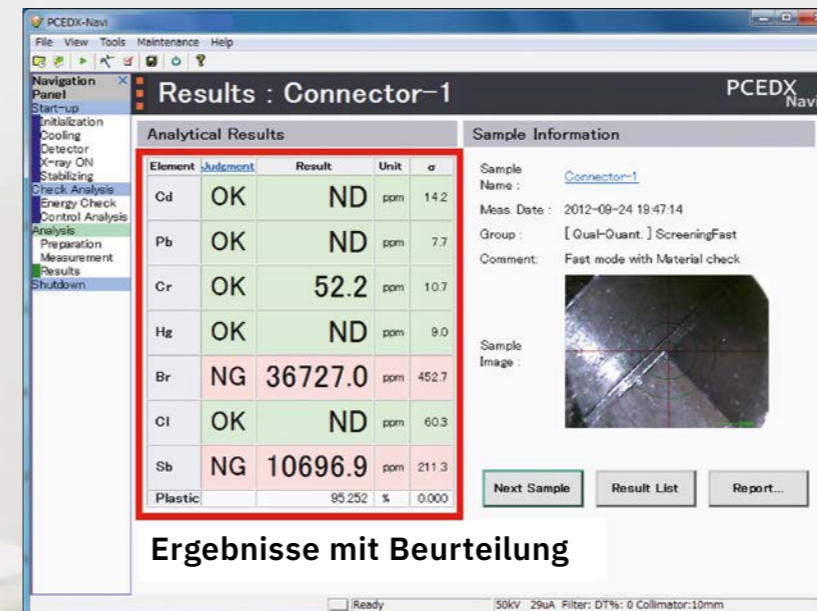 PCEDX-Navi
File View Tools Maintenance Help
Navigation Panel
Start-up
Initialization
Cooling
Detector
X-ray ON
Stabilizing
Check Analysis
Energy Check
Control Analysis
Analysis
Preparation
Measurement
Results
Shutdown
Results : Connector-1
PCEDX Navi
Analytical Results
Element Judgment Result Unit σ
Cd OK ND ppm 14.2
Pb OK ND ppm 7.7
Cr OK 52.2 ppm 10.7
Hg OK ND ppm 9.0
Br NG 36727.0 ppm 452.7
Cl OK ND ppm 60.3
Sb NG 10696.9 ppm 211.3
Plastic 95.252 % 0.000
Sample Information
Sample Name : Connector-1
Meas. Date : 2012-09-24 19:47:14
Group : [ Qual-Quant. ] ScreeningFast
Comment: Fast mode with Material check
Sample Image :
Next Sample Result List Report...
Ergebnisse mit Beurteilung
Ready 50kV 29uA Filter: DT%: 0 Collimator:10mm